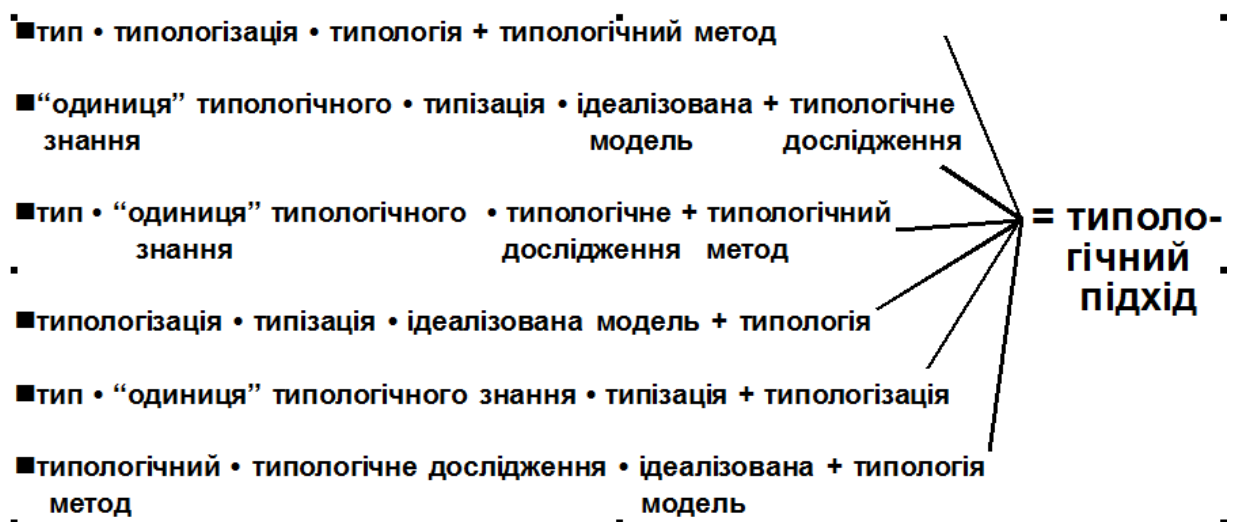 ■тип • типологізація • типологія + типологічний метод
■“одиниця” типологічного • типізація • ідеалізована + типологічне
знання модель дослідження
■тип • “одиниця” типологічного • типологічне + типологічний
знання дослідження метод
■типологізація • типізація • ідеалізована модель + типологія
■тип • “одиниця” типологічного знання • типізація + типологізація
■типологічний • типологічне дослідження • ідеалізована + типологія
метод модель
= типоло-
гічний
підхід